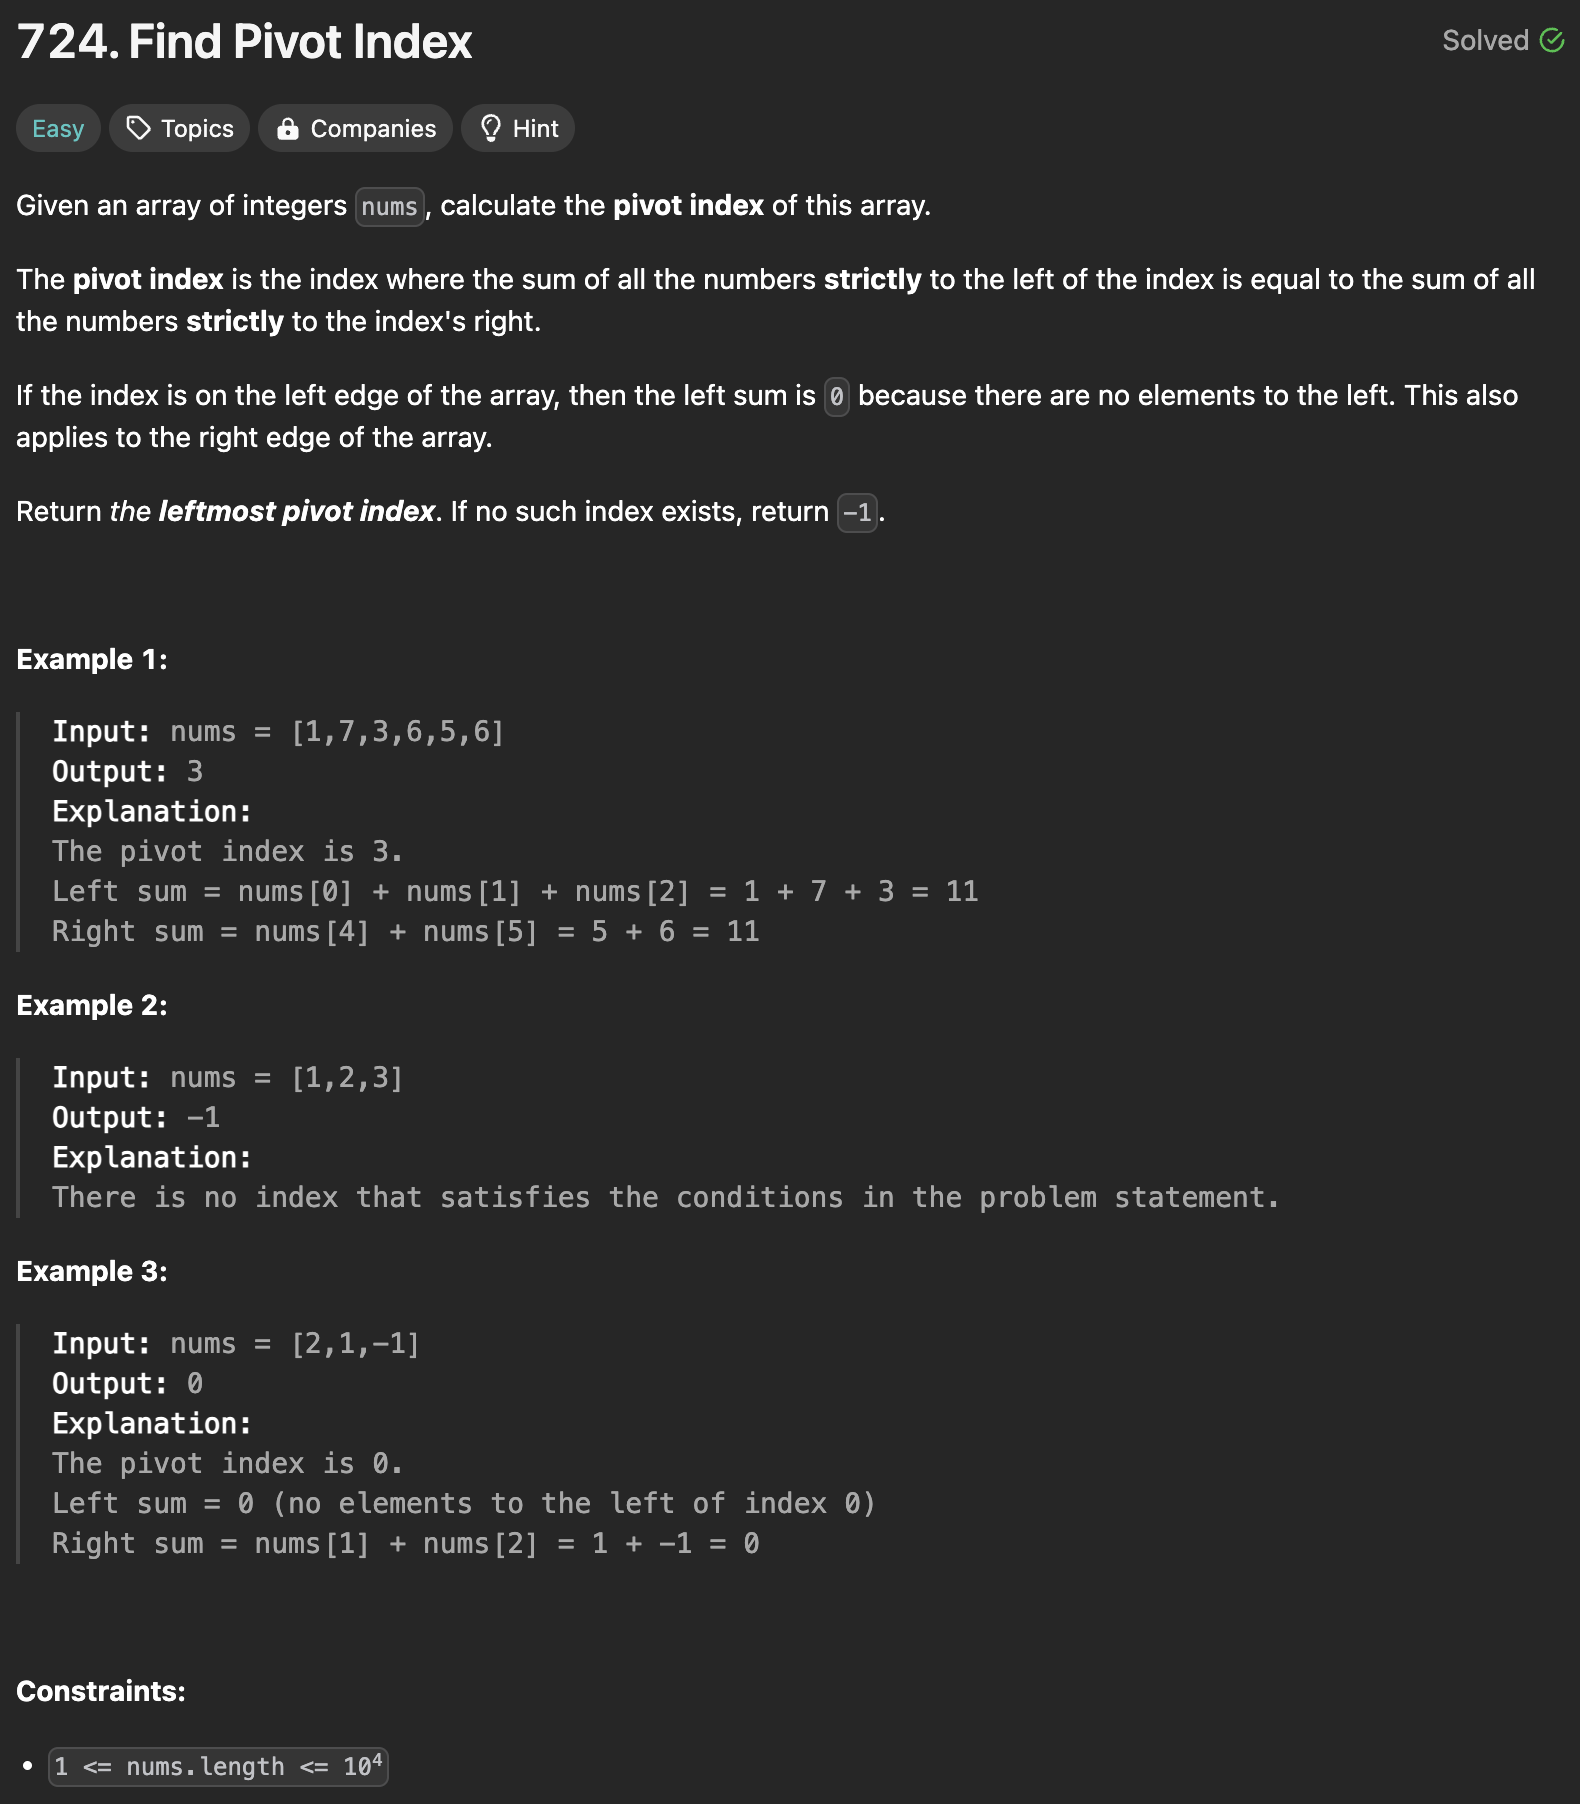 724. Find Pivot Index
Solved
Easy
Topics
Companies
Hint
Given an array of integers nums, calculate the pivot index of this array.
The pivot index is the index where the sum of all the numbers strictly to the left of the index is equal to the sum of all
the numbers strictly to the index's right.
If the index is on the left edge of the array, then the left sum is 0 because there are no elements to the left. This also
applies to the right edge of the array.
Return the leftmost pivot index. If no such index exists, return -1.
Example 1:
Input: nums = [1,7,3,6,5,6]
Output: 3
Explanation:
The pivot index is 3.
Left sum = nums[0] + nums[1] + nums[2] = 1 + 7 + 3 = 11
Right sum = nums[4] + nums[5] = 5 + 6 = 11
Example 2:
Input: nums = [1,2,3]
Output: -1
Explanation:
There is no index that satisfies the conditions in the problem statement.
Example 3:
Input: nums = [2,1,-1]
Output: 0
Explanation:
The pivot index is 0.
Left sum = 0 (no elements to the left of index 0)
Right sum = nums[1] + nums[2] = 1 + -1 = 0
Constraints:
• 1 <= nums.length <= 10⁴